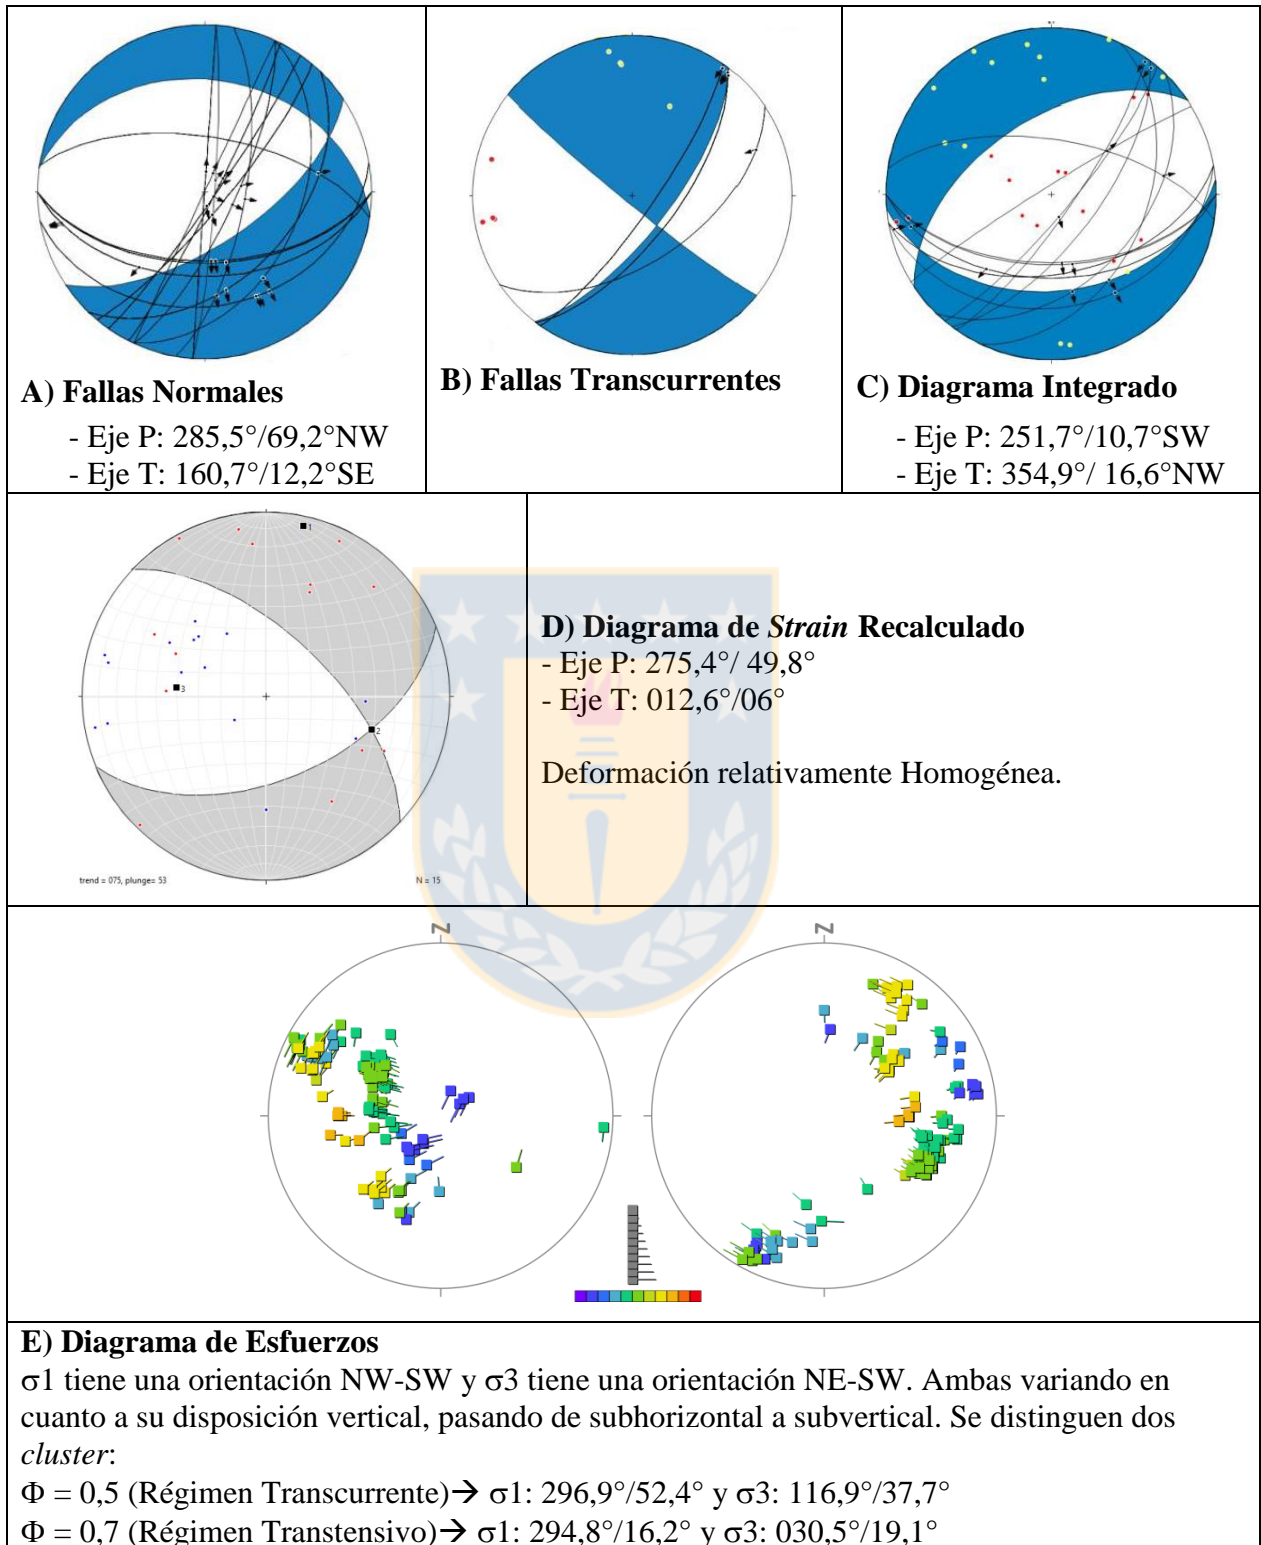 A) Fallas Normales
- Eje P: 285,5°/69,2°NW
- Eje T: 160,7°/12,2°SE
B) Fallas Transcurrentes
C) Diagrama Integrado
- Eje P: 251,7°/10,7°SW
- Eje T: 354,9°/ 16,6°NW
1
3
2
trend = 075, plunge= 53
N = 15
D) Diagrama de Strain Recalculado
- Eje P: 275,4°/ 49,8°
- Eje T: 012,6°/06°
Deformación relativamente Homogénea.
N
N
E) Diagrama de Esfuerzos
σ1 tiene una orientación NW-SW y σ3 tiene una orientación NE-SW. Ambas variando en
cuanto a su disposición vertical, pasando de subhorizontal a subvertical. Se distinguen dos
cluster:
Φ = 0,5 (Régimen Transcurrente)→ σ1: 296,9°/52,4° y σ3: 116,9°/37,7°
Φ = 0,7 (Régimen Transtensivo)→ σ1: 294,8°/16,2° y σ3: 030,5°/19,1°